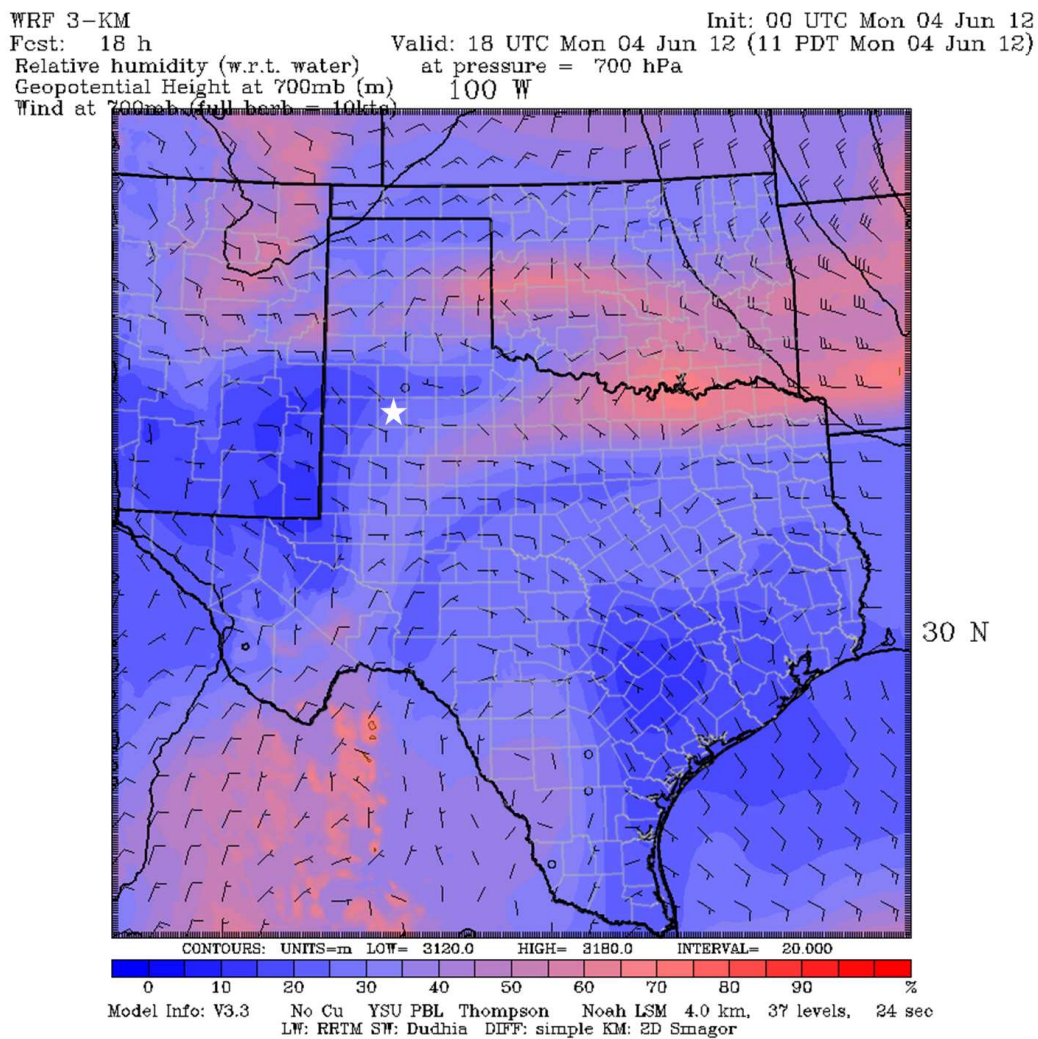 WRF 3-KM Init: 00 UTC Mon 04 Jun 12
Fcst: 18 h Valid: 18 UTC Mon 04 Jun 12 (11 PDT Mon 04 Jun 12)
Relative humidity (w.r.t. water) at pressure = 700 hPa
Geopotential Height at 700mb (m) 100 W
Wind at 700mb (full barb = 10kts)
30 N
CONTOURS: UNITS=m LOW= 3120.0 HIGH= 3180.0 INTERVAL= 20.000
0 10 20 30 40 50 60 70 80 90 %
Model Info: V3.3 No Cu YSU PBL Thompson Noah LSM 4.0 km, 37 levels, 24 sec
LW: RRTM SW: Dudhia DIFF: simple KM: 2D Smagor